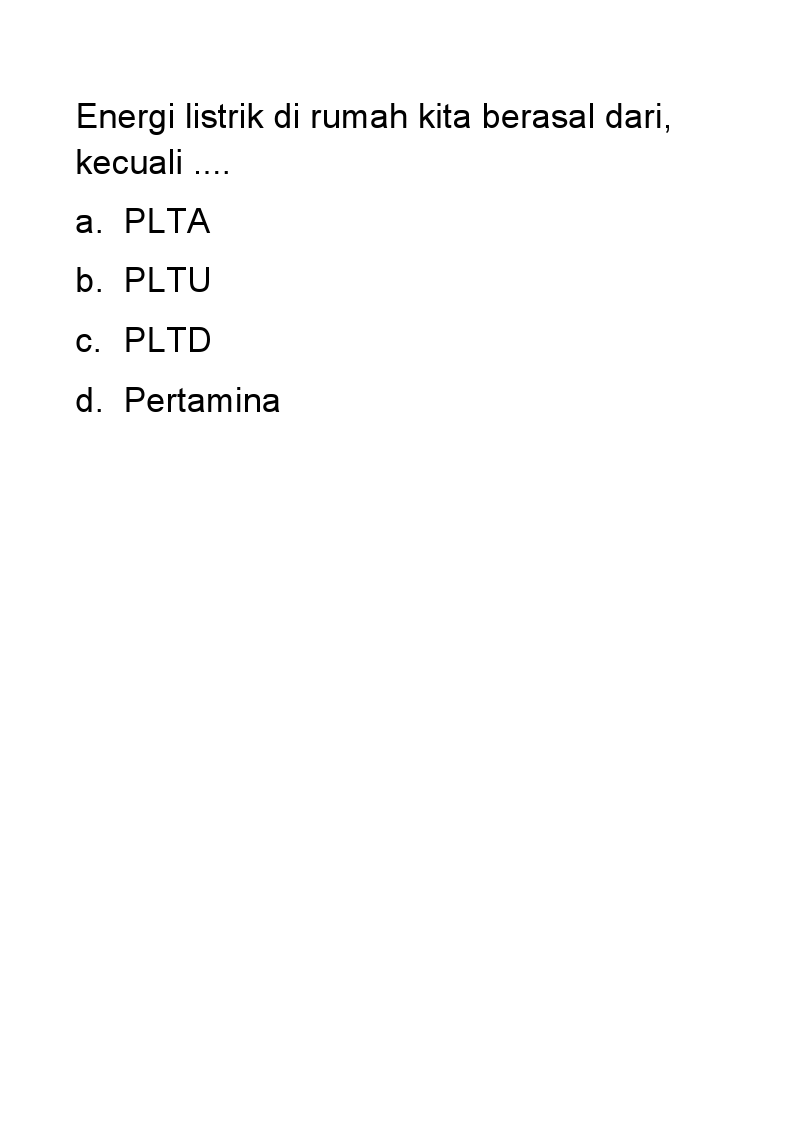 Energi listrik di rumah kita berasal dari,
kecuali ....
a. PLTA
b. PLTU
c. PLTD
d. Pertamina